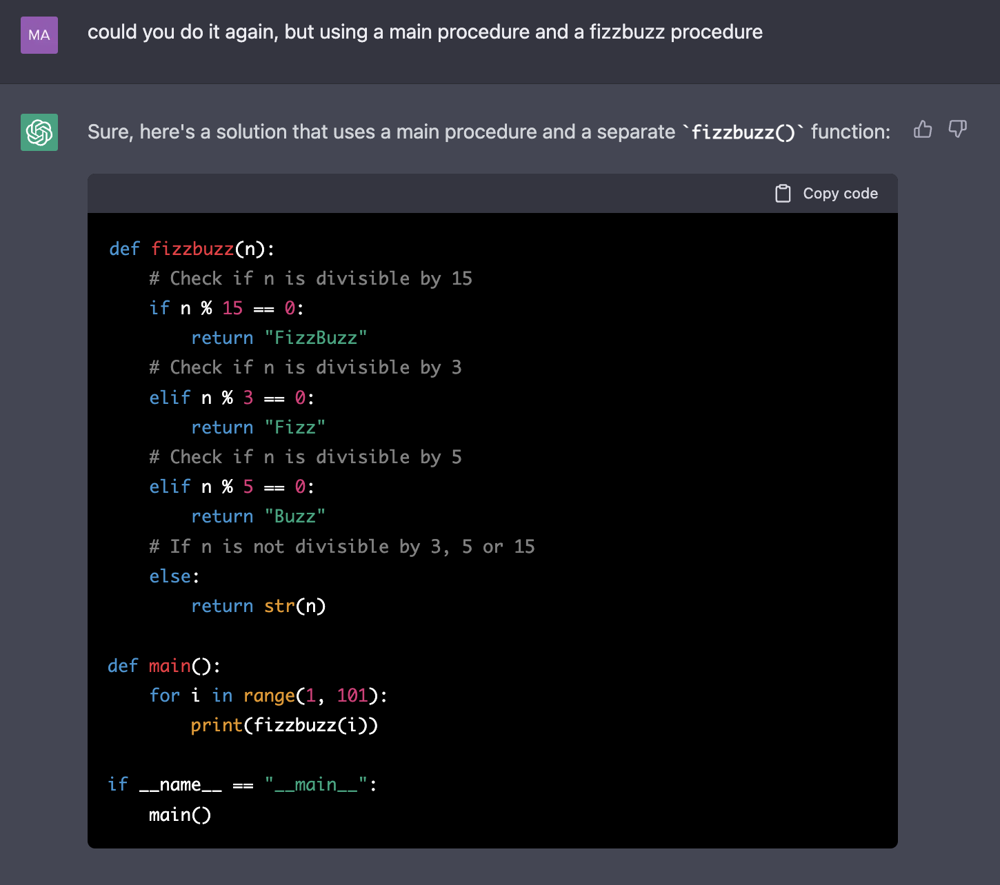 MA
could you do it again, but using a main procedure and a fizzbuzz procedure
Sure, here's a solution that uses a main procedure and a separate `fizzbuzz()` function:
Copy code
def fizzbuzz(n):
    # Check if n is divisible by 15
    if n % 15 == 0:
        return "FizzBuzz"
    # Check if n is divisible by 3
    elif n % 3 == 0:
        return "Fizz"
    # Check if n is divisible by 5
    elif n % 5 == 0:
        return "Buzz"
    # If n is not divisible by 3, 5 or 15
    else:
        return str(n)
def main():
    for i in range(1, 101):
        print(fizzbuzz(i))
if __name__ == "__main__":
    main()